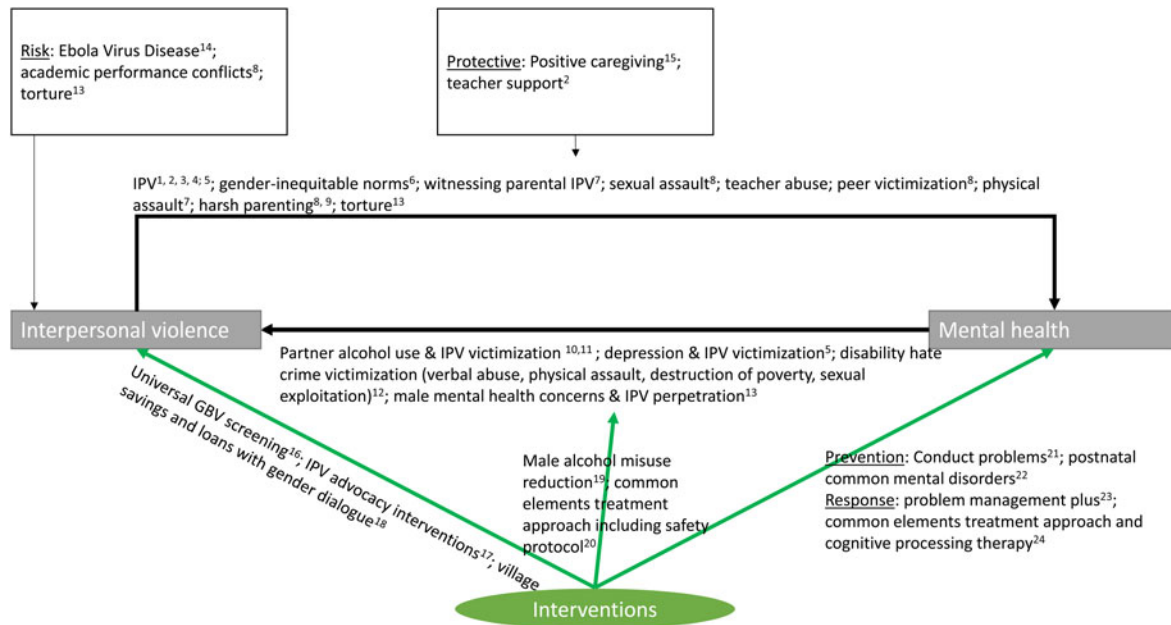 Risk: Ebola Virus Disease¹⁴;
academic performance conflicts⁸;
torture¹³
Protective: Positive caregiving¹⁵;
teacher support²
IPV¹, ², ³, ⁴; ⁵; gender-inequitable norms⁶; witnessing parental IPV⁷; sexual assault⁸; teacher abuse; peer victimization⁸; physical
assault⁷; harsh parenting⁸, ⁹; torture¹³
Interpersonal violence
Mental health
Partner alcohol use & IPV victimization ¹⁰,¹¹ ; depression & IPV victimization⁵; disability hate
crime victimization (verbal abuse, physical assault, destruction of poverty, sexual
exploitation)¹²; male mental health concerns & IPV perpetration¹³
Universal GBV screening¹⁶; IPV advocacy interventions¹⁷; village
savings and loans with gender dialogue¹⁸
Male alcohol misuse
reduction¹⁹; common
elements treatment
approach including safety
protocol²⁰
Prevention: Conduct problems²¹; postnatal
common mental disorders²²
Response: problem management plus²³;
common elements treatment approach and
cognitive processing therapy²⁴
Interventions